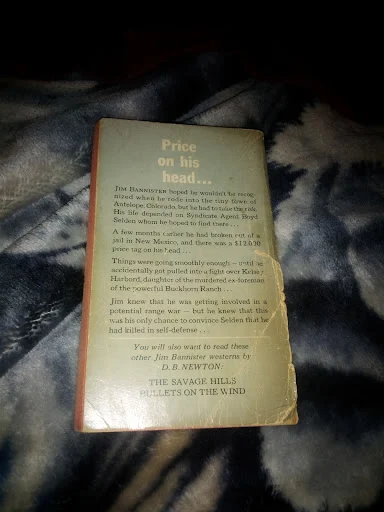 Price
on his
head...
JIM BANNISTER hoped he wouldn't be recog-
nized when he rode into the tiny town of
Antelope, Colorado, but he had to take the risk.
His life depended on Syndicate Agent Boyd
Selden whom he hoped to find there...
A few months earlier he had broken out of a
jail in New Mexico, and there was a $12,000
price tag on his head...
Things were going smoothly enough — until he
accidentally got pulled into a fight over
Harbord, daughter of the murdered ex-foreman
of the powerful Buckhorn Ranch...
Jim knew that he was getting involved in a
potential range war — but he knew that this
was his only chance to convince Selden that he
had killed in self-defense...
You will also want to read these
other Jim Bannister westerns by
D. B. NEWTON:
THE SAVAGE HILLS
BULLETS ON THE WIND